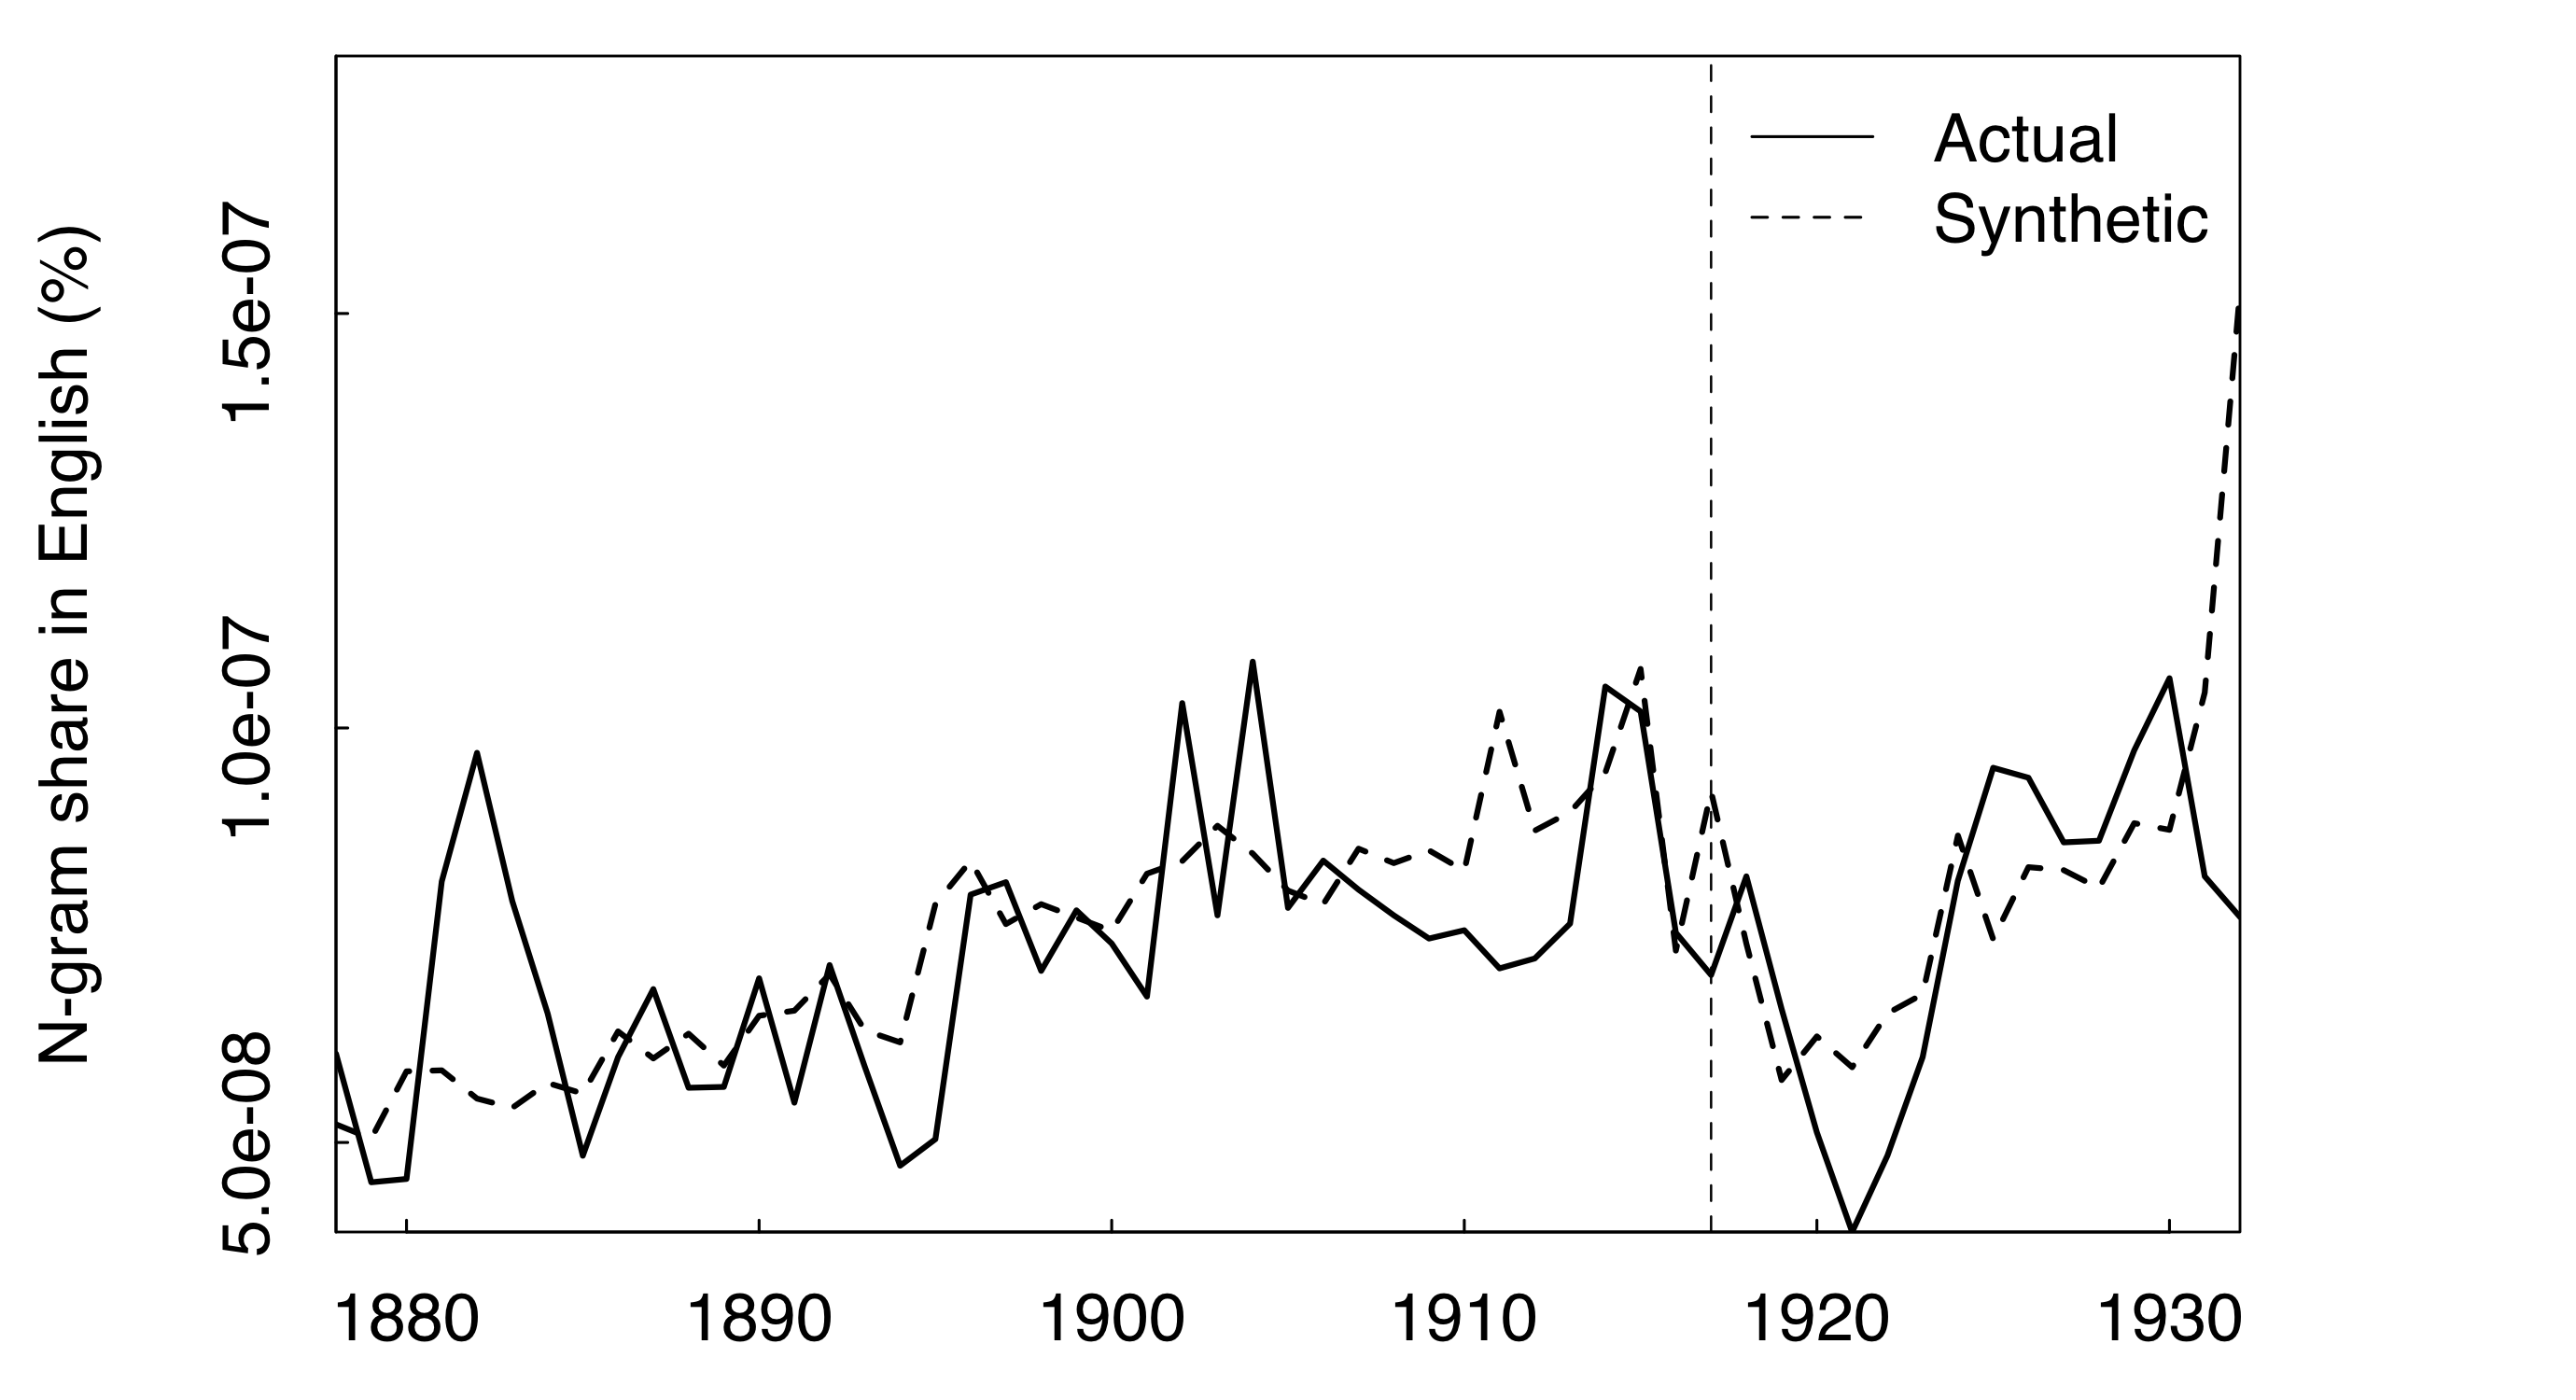 N-gram share in English (%)
1.5e-07
1.0e-07
5.0e-08
Actual
Synthetic
1880 1890 1900 1910 1920 1930